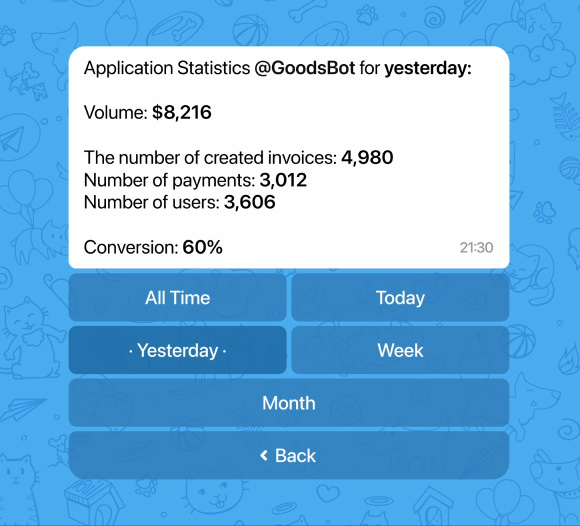 Application Statistics @GoodsBot for yesterday:
Volume: $8,216
The number of created invoices: 4,980
Number of payments: 3,012
Number of users: 3,606
Conversion: 60%
21:30
All Time
Today
· Yesterday ·
Week
Month
‹ Back